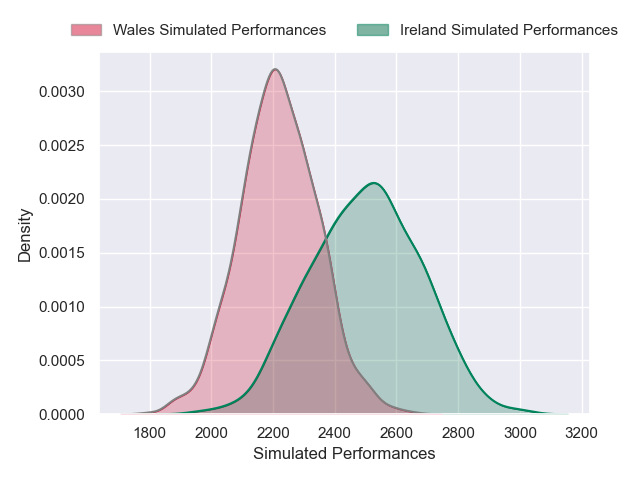 Wales Simulated Performances
Ireland Simulated Performances
0.0030
0.0025
0.0020
0.0015
0.0010
0.0005
0.0000
Density
1800 2000 2200 2400 2600 2800 3000 3200
Simulated Performances